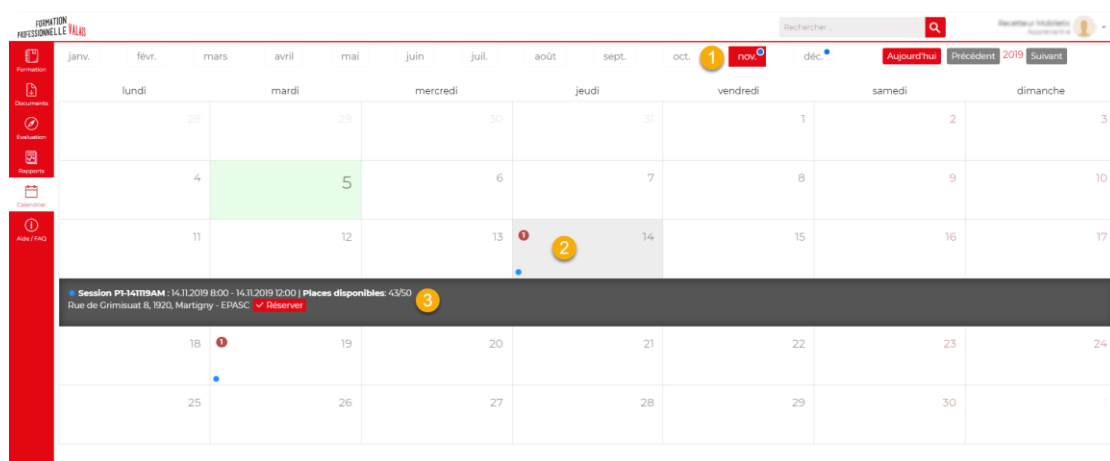 FORMATION
PROFESSIONNELLE VALAIS
Rechercher...
janv. févr. mars avril mai juin juil. août sept. oct. 1 nov. déc. Aujourd'hui Précédent 2019 Suivant
Formation
Documents
Evaluation
Rapports
Calendrier
Aide / FAQ
lundi mardi mercredi jeudi vendredi samedi dimanche
28 29 30 31 1 2 3
4 5 6 7 8 9 10
11 12 13 1 2 14 15 16 17
Session P1-141119AM : 14.11.2019 8:00 - 14.11.2019 12:00 | Places disponibles: 43/50 3
Rue de Grimisuat 8, 1920, Martigny - EPASC Réserver
18 1 19 20 21 22 23 24
25 26 27 28 29 30 1